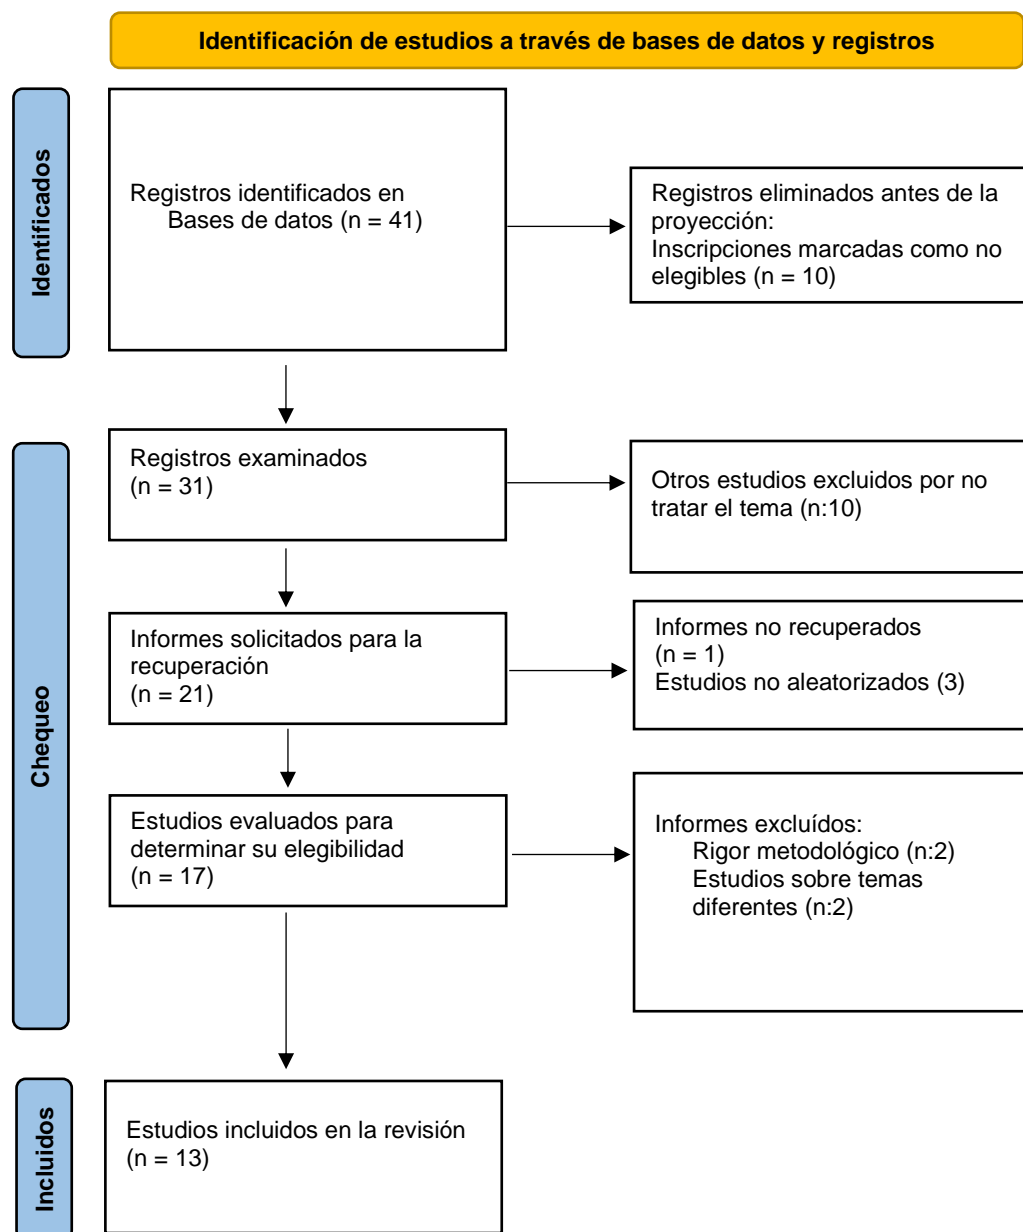 Identificación de estudios a través de bases de datos y registros
Identificados
Registros identificados en
Bases de datos (n = 41)
Registros eliminados antes de la
proyección:
Inscripciones marcadas como no
elegibles (n = 10)
Chequeo
Registros examinados
(n = 31)
Otros estudios excluidos por no
tratar el tema (n:10)
Informes solicitados para la
recuperación
(n = 21)
Informes no recuperados
(n = 1)
Estudios no aleatorizados (3)
Estudios evaluados para
determinar su elegibilidad
(n = 17)
Informes excluídos:
Rigor metodológico (n:2)
Estudios sobre temas
diferentes (n:2)
Incluidos
Estudios incluidos en la revisión
(n = 13)